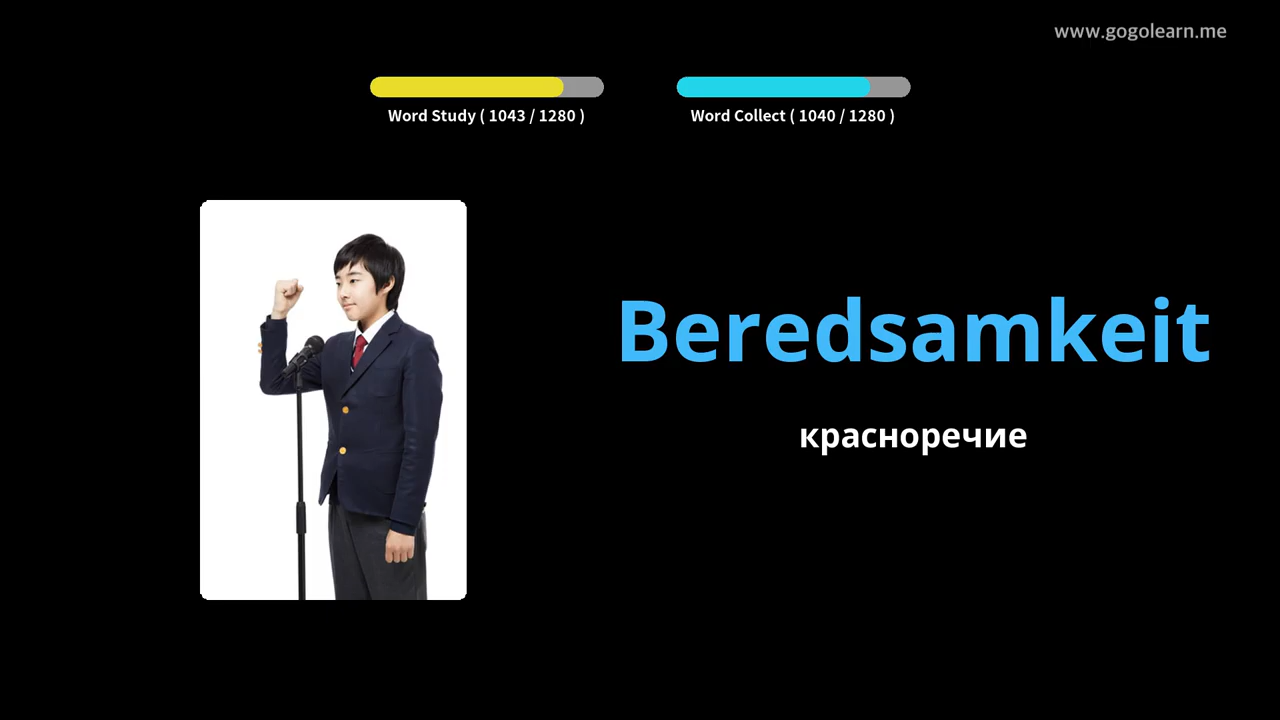 www.gogolearn.me
Word Study ( 1043 / 1280 )
Word Collect ( 1040 / 1280 )
Beredsamkeit
красноречие